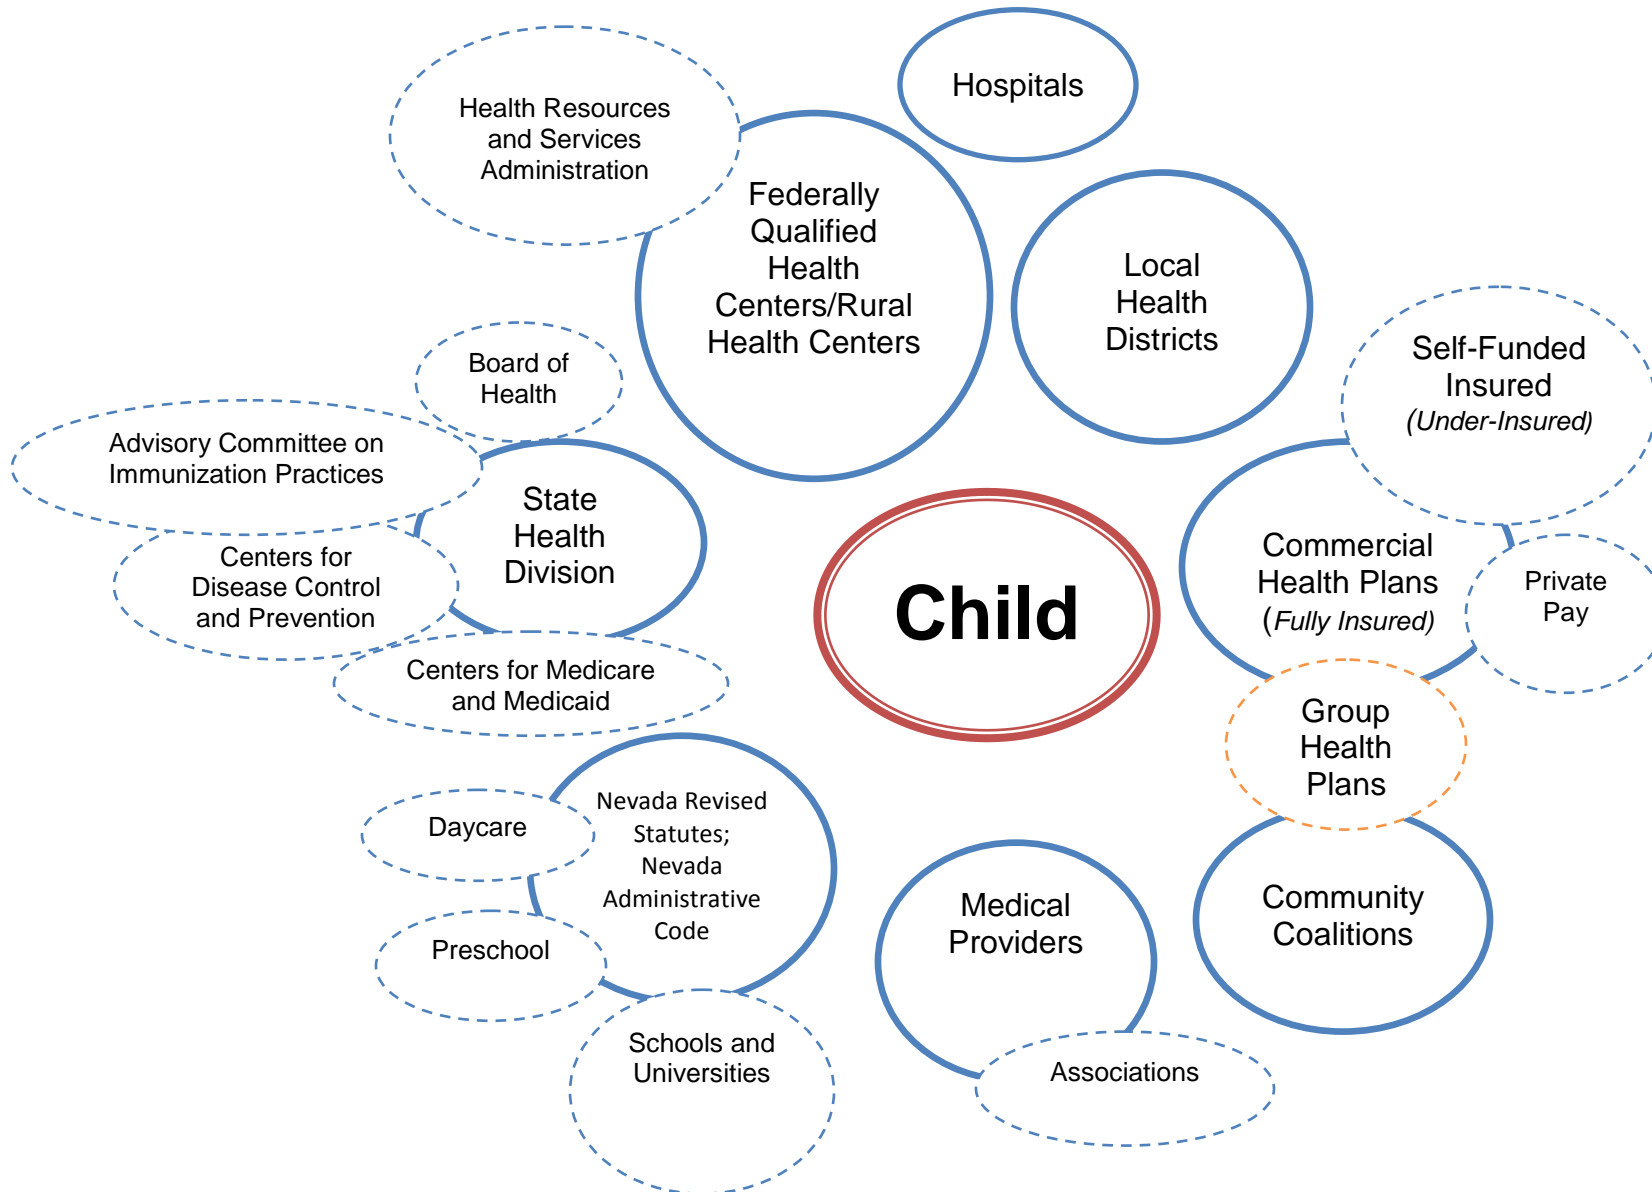 Hospitals
Health Resources
and Services
Administration
Federally
Qualified
Health
Centers/Rural
Health Centers
Local
Health
Districts
Self-Funded
Insured
(Under-Insured)
Board of
Health
Advisory Committee on
Immunization Practices
State
Health
Division
Centers for
Disease Control
and Prevention
Centers for Medicare
and Medicaid
Child
Commercial
Health Plans
(Fully Insured)
Private
Pay
Group
Health
Plans
Nevada Revised
Statutes;
Nevada
Administrative
Code
Daycare
Preschool
Schools and
Universities
Medical
Providers
Associations
Community
Coalitions